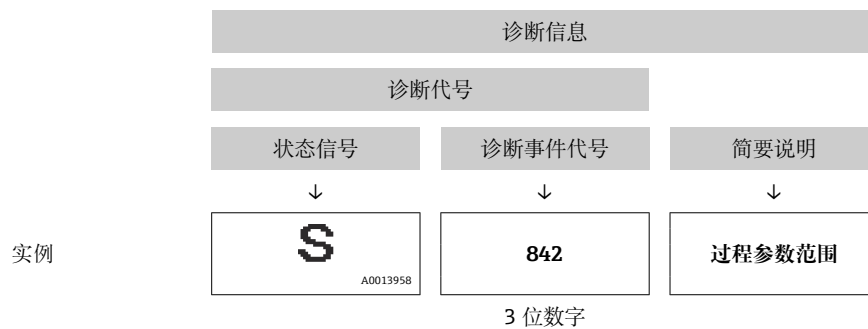 诊断信息
诊断代号
状态信号 诊断事件代号 简要说明
↓ ↓ ↓
实例 S 842 过程参数范围
A0013958
3 位数字